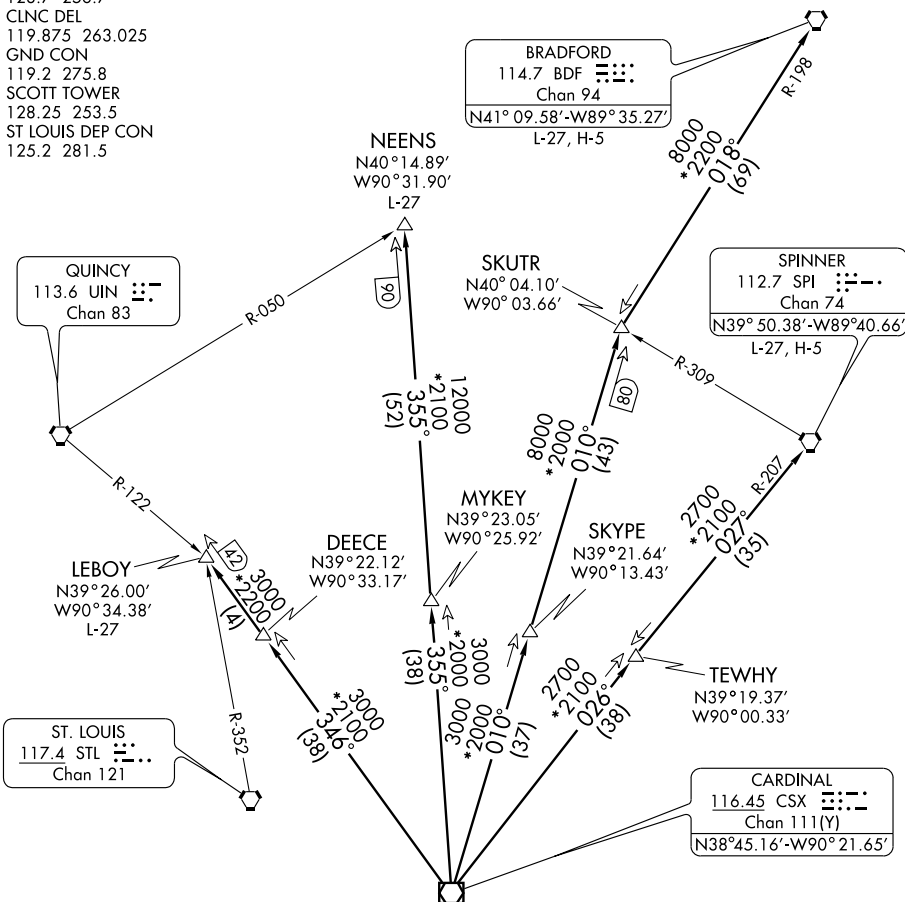 CLNC DEL
119.875 263.025
GND CON
119.2 275.8
SCOTT TOWER
128.25 253.5
ST LOUIS DEP CON
125.2 281.5
BRADFORD
114.7 BDF
Chan 94
N41° 09.58'-W89° 35.27'
L-27, H-5
R-198
8000
*2200
018°
(69)
NEENS
N40°14.89'
W90°31.90'
L-27
QUINCY
113.6 UIN
Chan 83
R-050
90
SKUTR
N40° 04.10'
W90° 03.66'
SPINNER
112.7 SPI
Chan 74
N39° 50.38'-W89°40.66'
L-27, H-5
R-309
80
12000
*2100
355°
(52)
8000
*2000
010°
(43)
R-207
2700
*2100
027°
(35)
R-122
MYKEY
N39°23.05'
W90°25.92'
SKYPE
N39°21.64'
W90°13.43'
DEECE
N39°22.12'
W90°33.17'
LEBOY
N39°26.00'
W90°34.38'
L-27
42
3000
*2200
(4)
TEWHY
N39°19.37'
W90°00.33'
R-352
3000
*2100
346°
(38)
3000
*2000
355°
(38)
3000
*2000
010°
(37)
2700
*2100
026°
(38)
ST. LOUIS
117.4 STL
Chan 121
CARDINAL
116.45 CSX
Chan 111(Y)
N38°45.16'-W90°21.65'